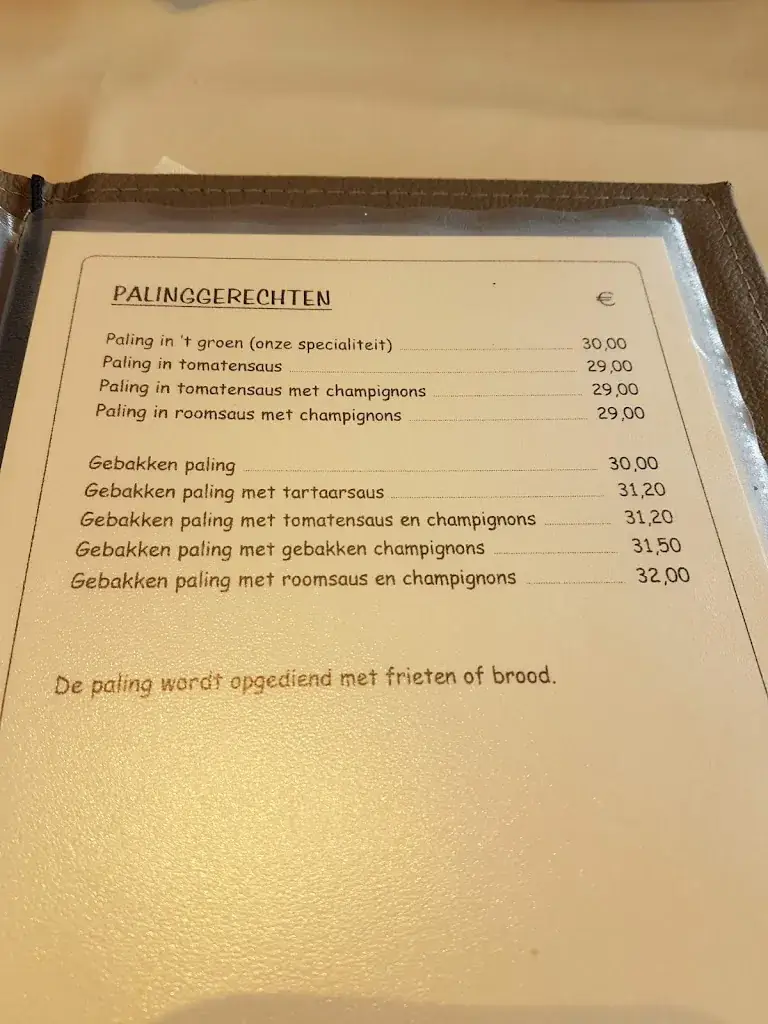 PALINGGERECHTEN €
Paling in 't groen (onze specialiteit) 30,00
Paling in tomatensaus 29,00
Paling in tomatensaus met champignons 29,00
Paling in roomsaus met champignons 29,00
Gebakken paling 30,00
Gebakken paling met tartaarsaus 31,20
Gebakken paling met tomatensaus en champignons 31,20
Gebakken paling met gebakken champignons 31,50
Gebakken paling met roomsaus en champignons 32,00
De paling wordt opgediend met frieten of brood.